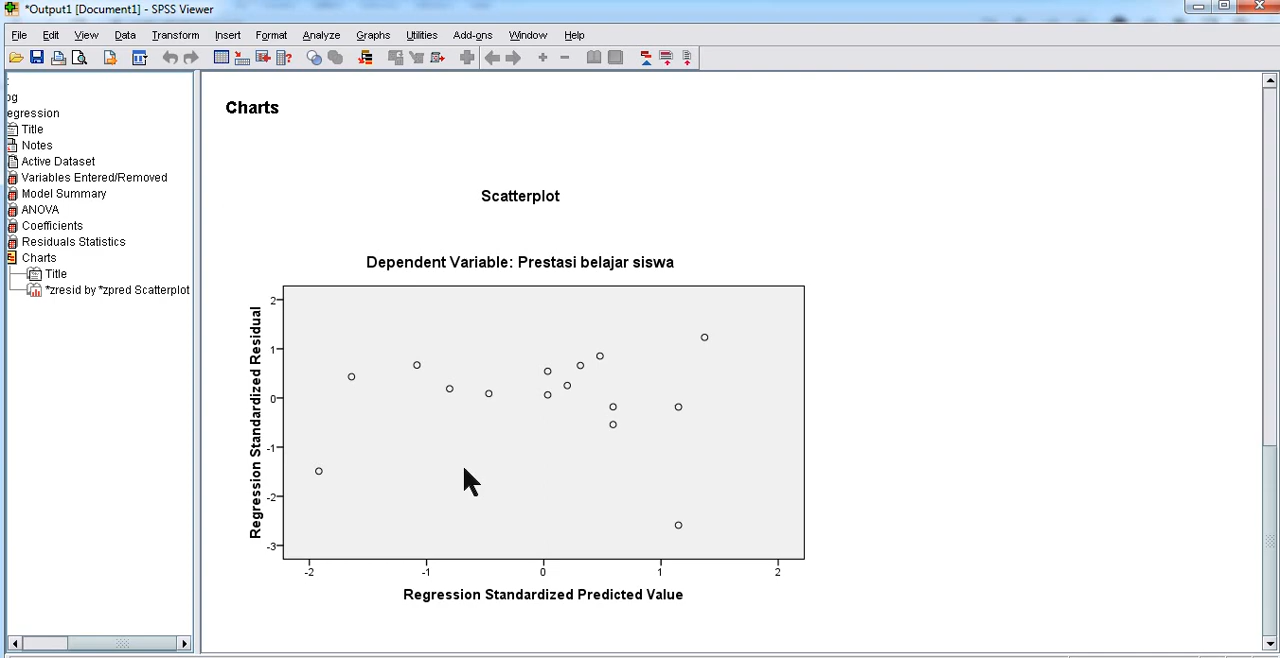 *Output1 [Document1] - SPSS Viewer
File Edit View Data Transform Insert Format Analyze Graphs Utilities Add-ons Window Help
og
egression
Title
Notes
Active Dataset
Variables Entered/Removed
Model Summary
ANOVA
Coefficients
Residuals Statistics
Charts
Title
*zresid by *zpred Scatterplot
Charts
Scatterplot
Dependent Variable: Prestasi belajar siswa
Regression Standardized Residual
2
1
0
-1
-2
-3
-2 -1 0 1 2
Regression Standardized Predicted Value